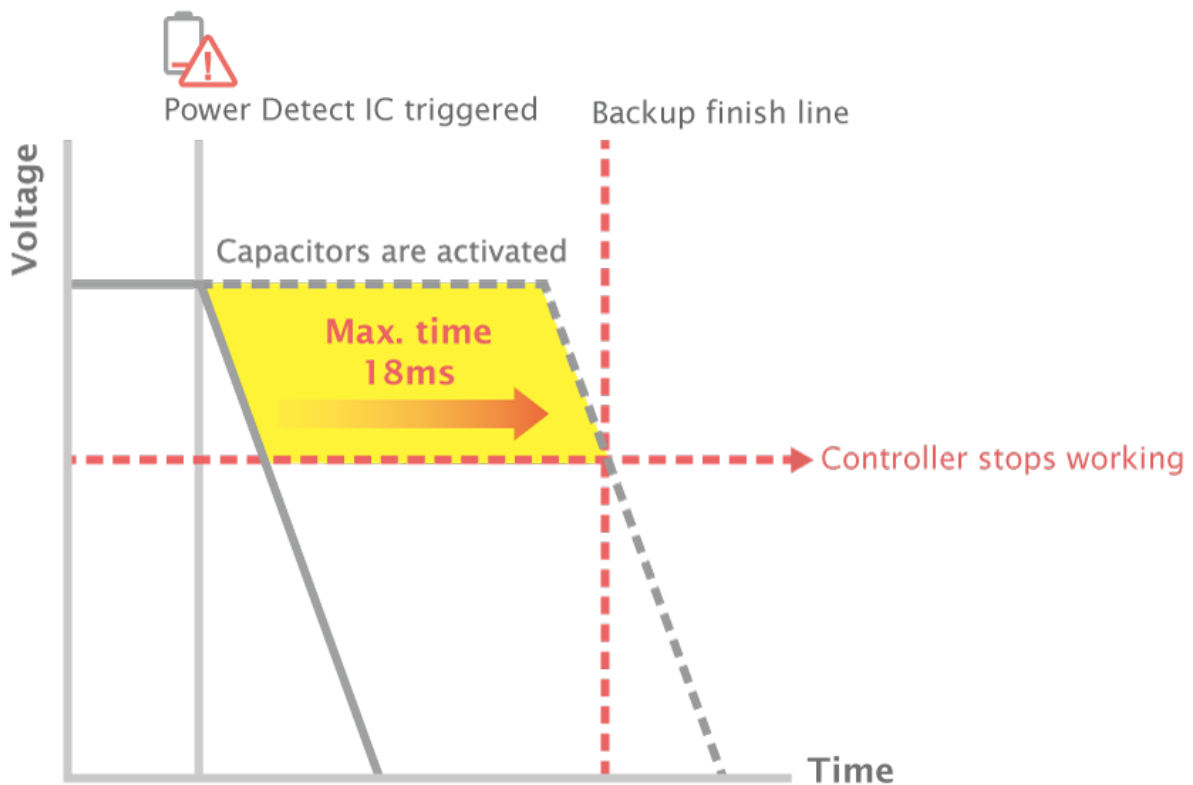 Power Detect IC triggered
Backup finish line
Voltage
Capacitors are activated
Max. time
18ms
Controller stops working
Time